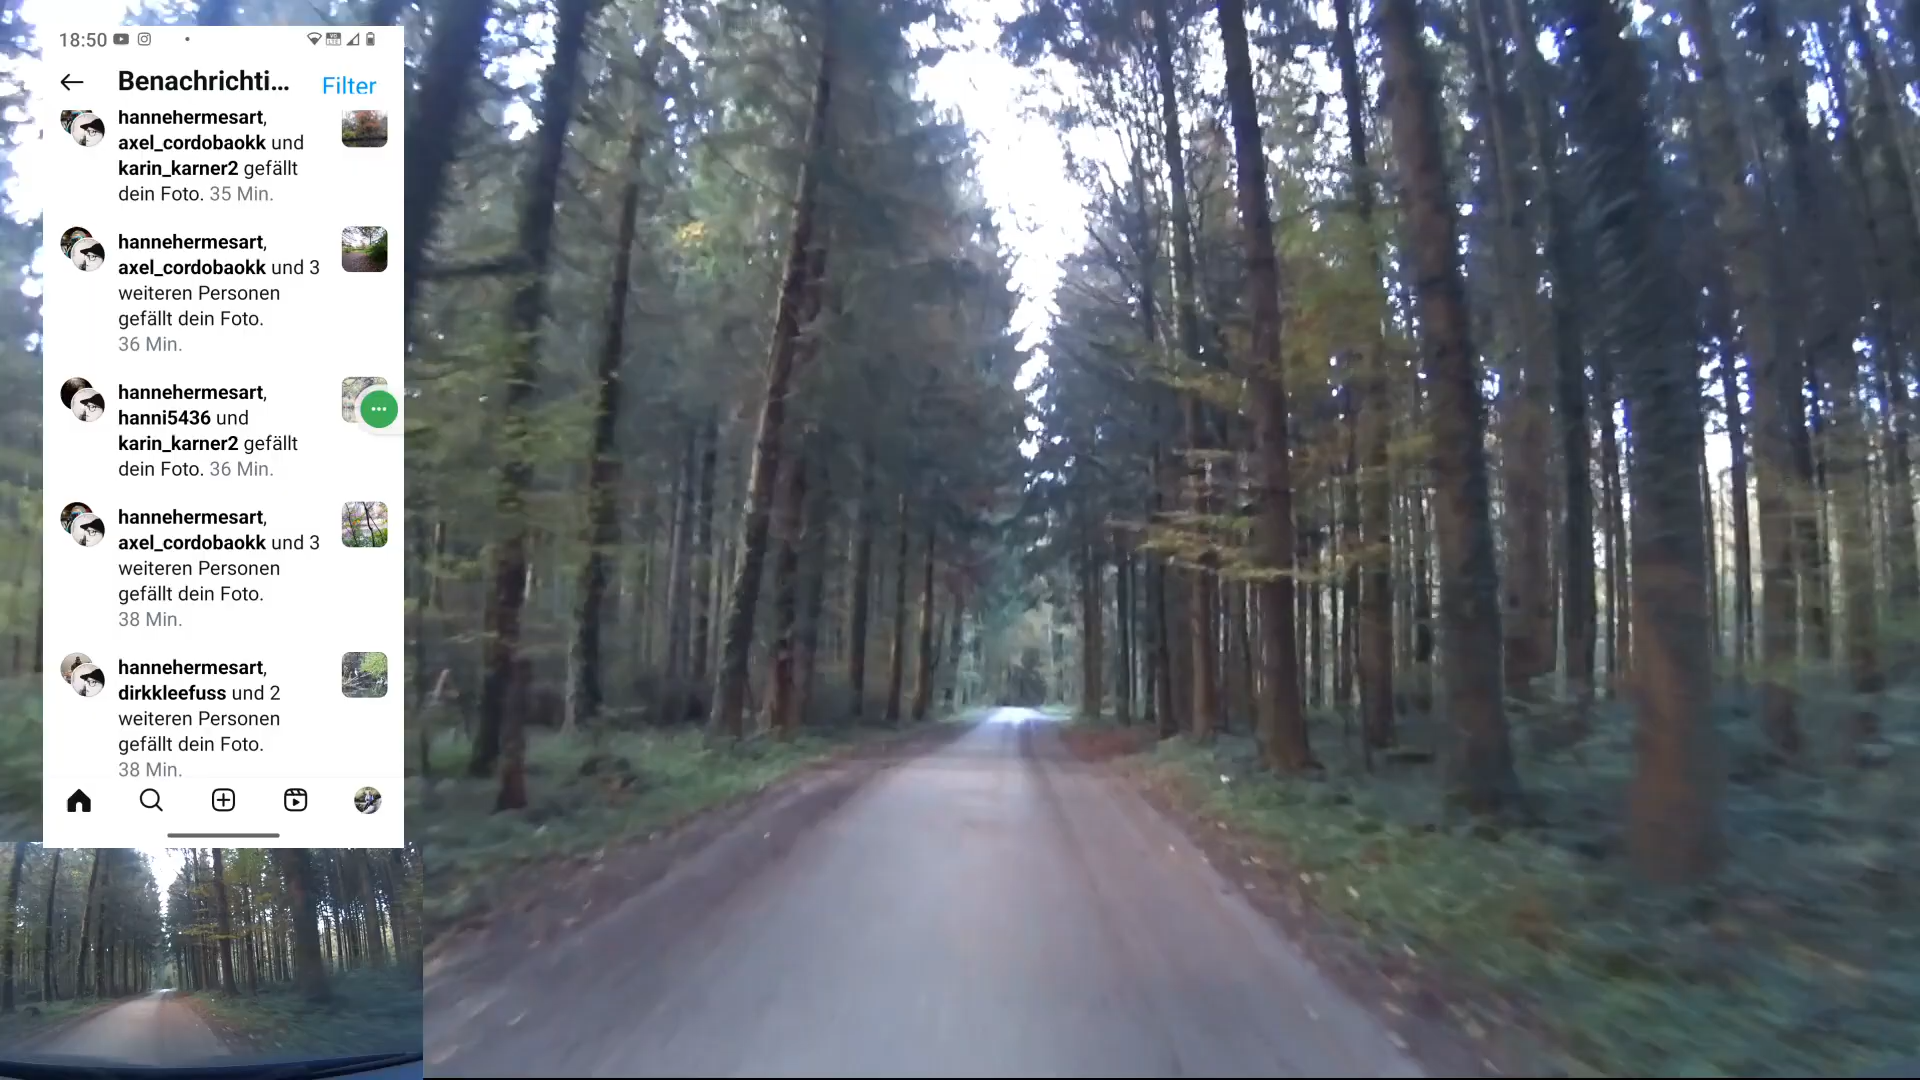 18:50
Benachrichti...
Filter
hannehermesart,
axel_cordobaokk und
karin_karner2 gefällt
dein Foto. 35 Min.
hannehermesart,
axel_cordobaokk und 3
weiteren Personen
gefällt dein Foto.
36 Min.
hannehermesart,
hanni5436 und
karin_karner2 gefällt
dein Foto. 36 Min.
hannehermesart,
axel_cordobaokk und 3
weiteren Personen
gefällt dein Foto.
38 Min.
hannehermesart,
dirkkleefuss und 2
weiteren Personen
gefällt dein Foto.
38 Min.